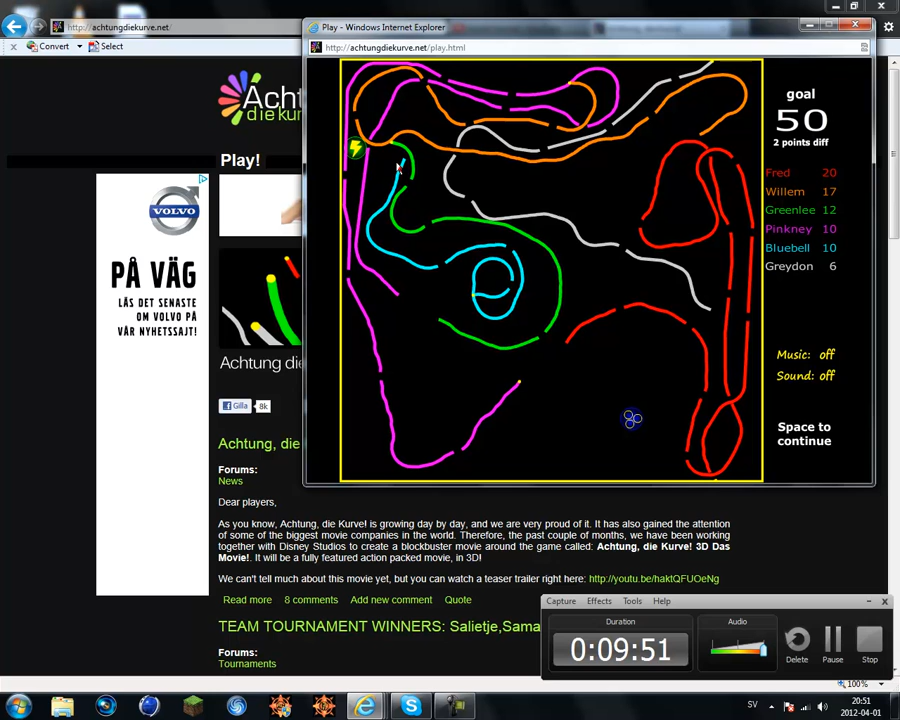 http://achtungdiekurve.net/
Play - Windows Internet Explorer
Convert
Select
http://achtungdiekurve.net/play.html
Acht
die kur
Play!
VOLVO
PÅ VÄG
LÄS DET SENASTE
OM VOLVO PÅ
VÅR NYHETSSAJT!
Achtung die
Gilla
8k
goal
50
2 points diff
Fred 20
Willem 17
Greenlee 12
Pinkney 10
Bluebell 10
Greydon 6
Music: off
Sound: off
Space to
continue
Achtung, die
Forums:
News
Dear players,
As you know, Achtung, die Kurve! is growing day by day, and we are very proud of it. It has also gained the attention
of some of the biggest movie companies in the world. Therefore, the past couple of months, we have been working
together with Disney Studios to create a blockbuster movie around the game called: Achtung, die Kurve! 3D Das
Movie!. It will be a fully featured action packed movie, in 3D!
We can't tell much about this movie yet, but you can watch a teaser trailer right here: http://youtu.be/haktQFUOeNg
Read more
8 comments
Add new comment
Quote
TEAM TOURNAMENT WINNERS: Salietje,Sama
Forums:
Tournaments
Capture
Effects
Tools
Help
Duration
0:09:51
Audio
Delete
Pause
Stop
100%
SV
20:51
2012-04-01